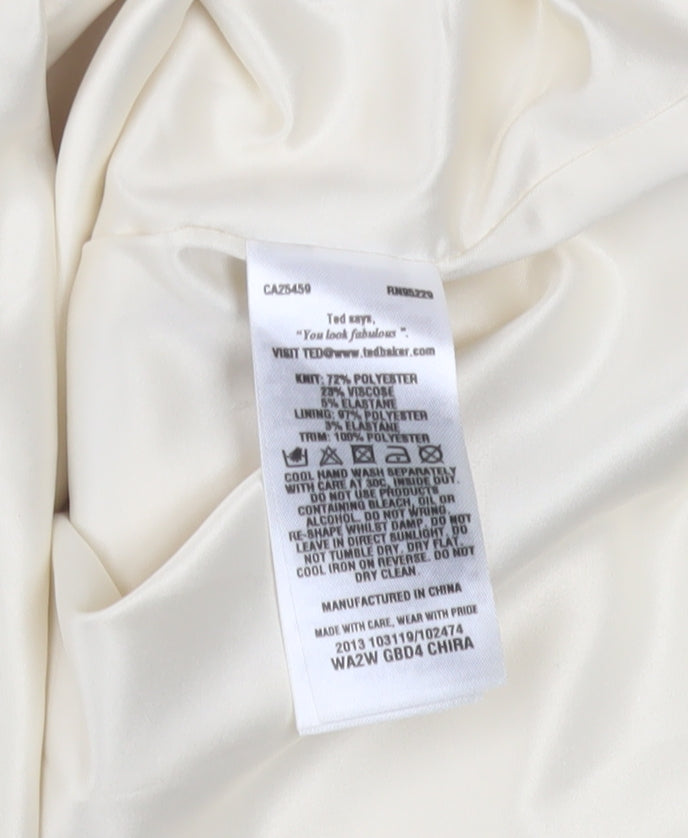 CA25459 RN95229
Ted says,
"You look fabulous".
VISIT TED@www.tedbaker.com
KNIT: 72% POLYESTER
23% VISCOSE
5% ELASTANE
LINING: 97% POLYESTER
3% ELASTANE
TRIM: 100% POLYESTER
COOL HAND WASH SEPARATELY
WITH CARE AT 30C, INSIDE OUT.
DO NOT USE PRODUCTS
CONTAINING BLEACH, OIL OR
ALCOHOL. DO NOT WRING.
RE-SHAPE WHILST DAMP. DO NOT
LEAVE IN DIRECT SUNLIGHT. DO
NOT TUMBLE DRY. DRY FLAT.
COOL IRON ON REVERSE. DO NOT
DRY CLEAN.
MANUFACTURED IN CHINA
MADE WITH CARE, WEAR WITH PRIDE
2013 103119/102474
WA2W GBD4 CHIRA